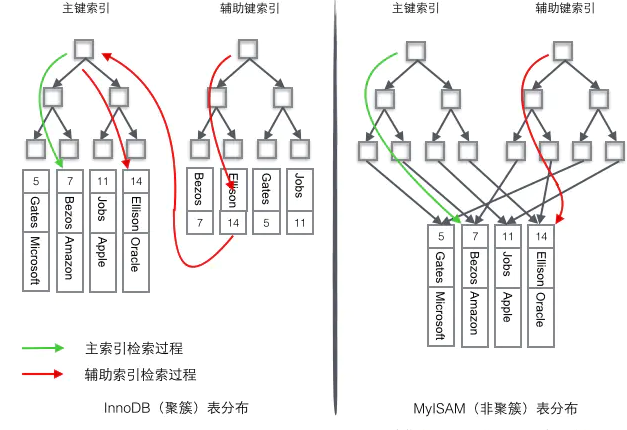 主键索引
辅助键索引
主键索引
辅助键索引
5
7
11
14
Gates
Bezos
Jobs
Ellison
Microsoft
Amazon
Apple
Oracle
Bezos
Ellison
Gates
Jobs
7
14
5
11
5
7
11
14
Gates
Bezos
Jobs
Ellison
Microsoft
Amazon
Apple
Oracle
主索引检索过程
辅助索引检索过程
InnoDB（聚簇）表分布
MyISAM（非聚簇）表分布